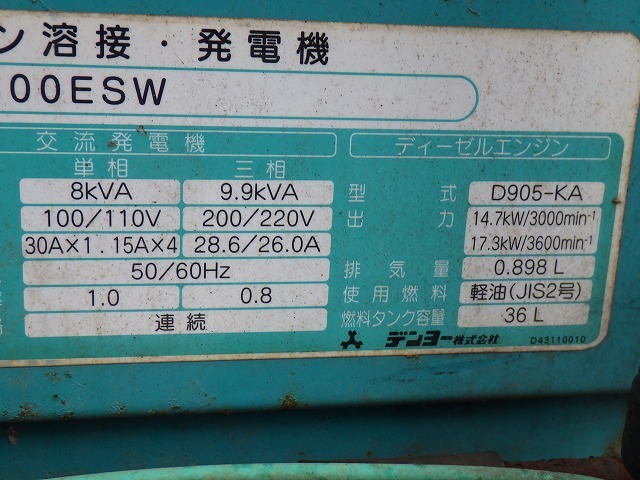 ン溶接・発電機
00ESW
交流発電機
単相 三相
8kVA 9.9kVA
100/110V 200/220V
30A×1．15A×4 28.6/26.0A
50/60Hz
1.0 0.8
連続
ディーゼルエンジン
型式 D905-KA
出力 14.7kW/3000min-1
17.3kW/3600min-1
排気量 0.898 L
使用燃料 軽油(JIS2号)
燃料タンク容量 36 L
デンヨー株式会社 D43110010